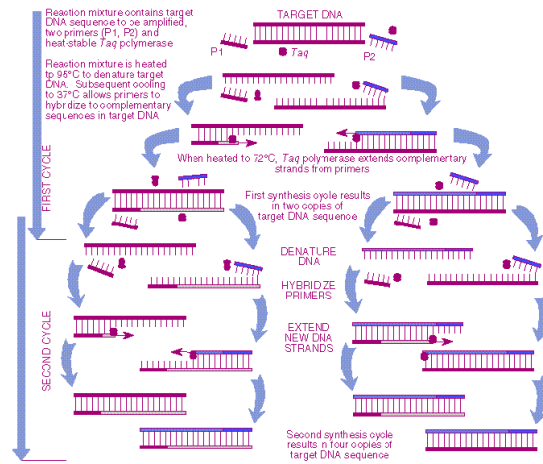 Reaction mixture contains target
DNA sequence to be amplified,
two primers (P1, P2) and
heat-stable Taq polymerase
TARGET DNA
P1
Taq
P2
Reaction mixture is heated
tp 95°C to denature target
DNA. Subsequent cooling
to 37°C allows primers to
hybridize to complementary
sequences in target DNA
When heated to 72°C, Taq polymerase extends complementary
strands from primers
FIRST CYCLE
First synthesis cycle results
in two copies of
target DNA sequence
DENATURE
DNA
HYBRIDZE
PRIMERS
SECOND CYCLE
EXTEND
NEW DNA
STRANDS
Second synthesis cycle
results n four copies of
target DNA sequence